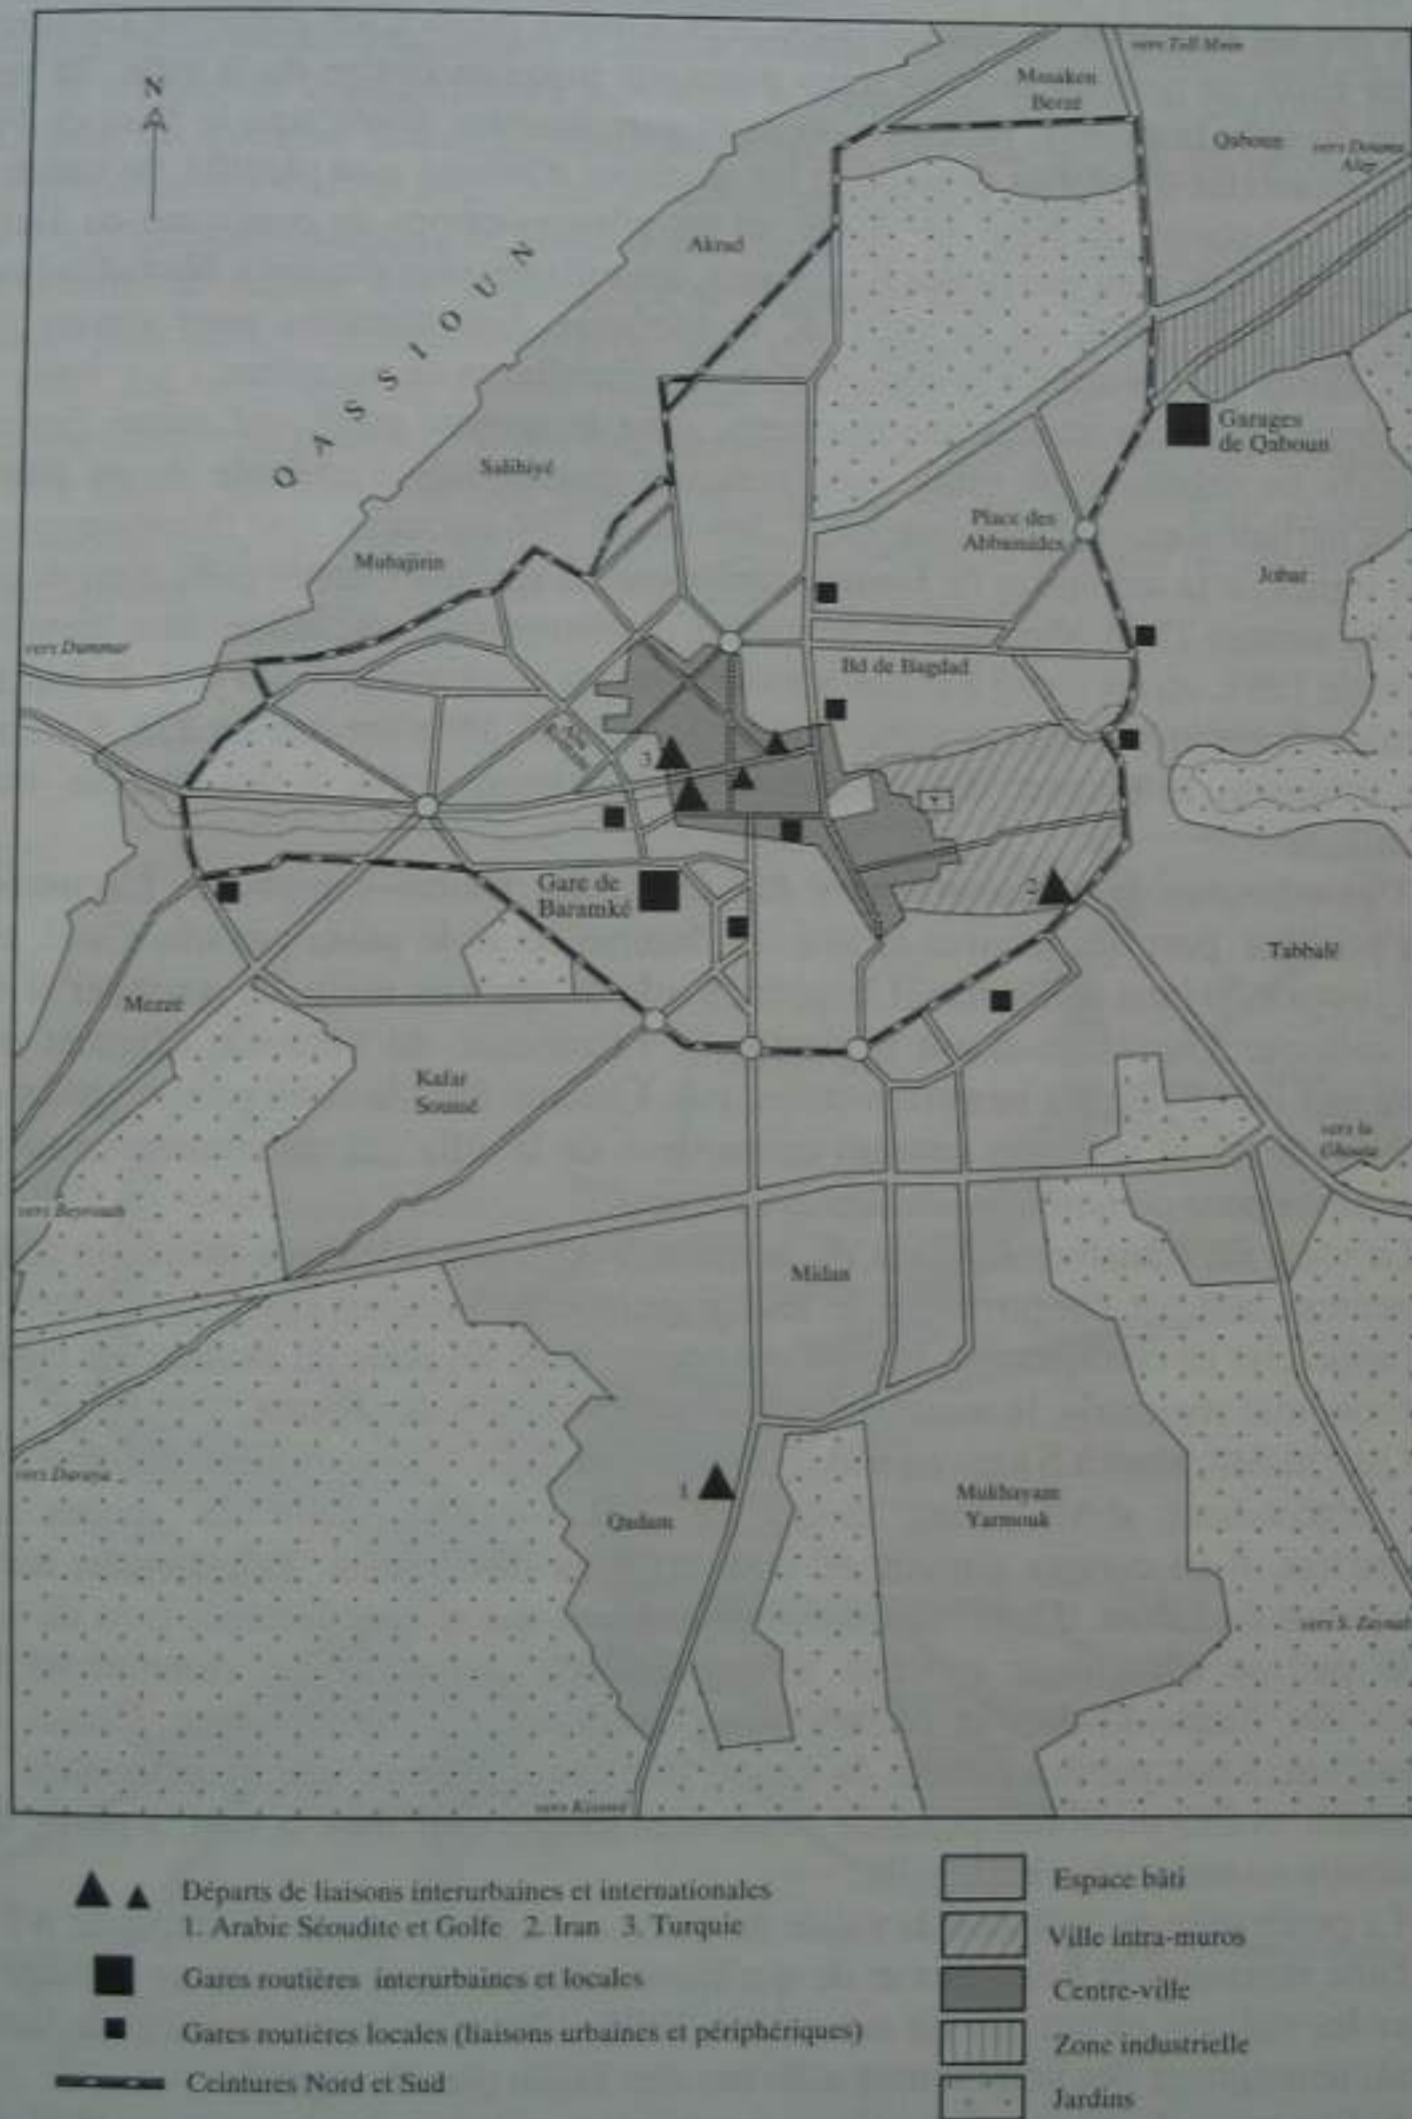 N
vers Tell Mnin
Masaken
Berzé
Qaboun
vers Douma
Alep
Akrad
QASSIOUN
Garages
de Qaboun
Salihiyé
Place des
Abbassides
Muhajirin
Jobar
vers Dummar
Bd de Bagdad
3
Gare de
Baramké
2
Tabbalé
Mezzé
Kafar
Soussé
vers la
Ghouta
vers Beyrouth
Midan
vers Daraya
1
Qadam
Mukhayam
Yarmouk
vers S. Zaynab
vers Kisswé
Départs de liaisons interurbaines et internationales
1. Arabie Séoudite et Golfe 2. Iran 3. Turquie
Gares routières interurbaines et locales
Gares routières locales (liaisons urbaines et périphériques)
Ceintures Nord et Sud
Espace bâti
Ville intra-muros
Centre-ville
Zone industrielle
Jardins